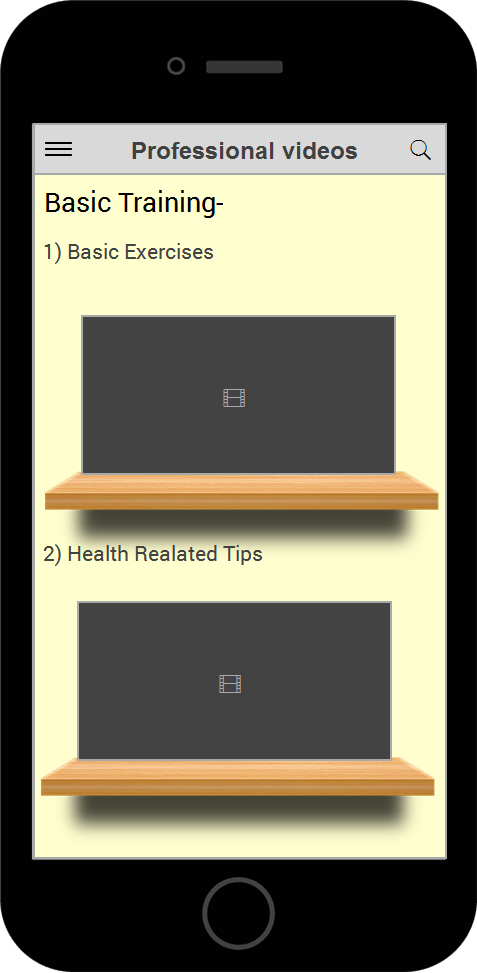 Professional videos
Basic Training-
1) Basic Exercises
2) Health Realated Tips